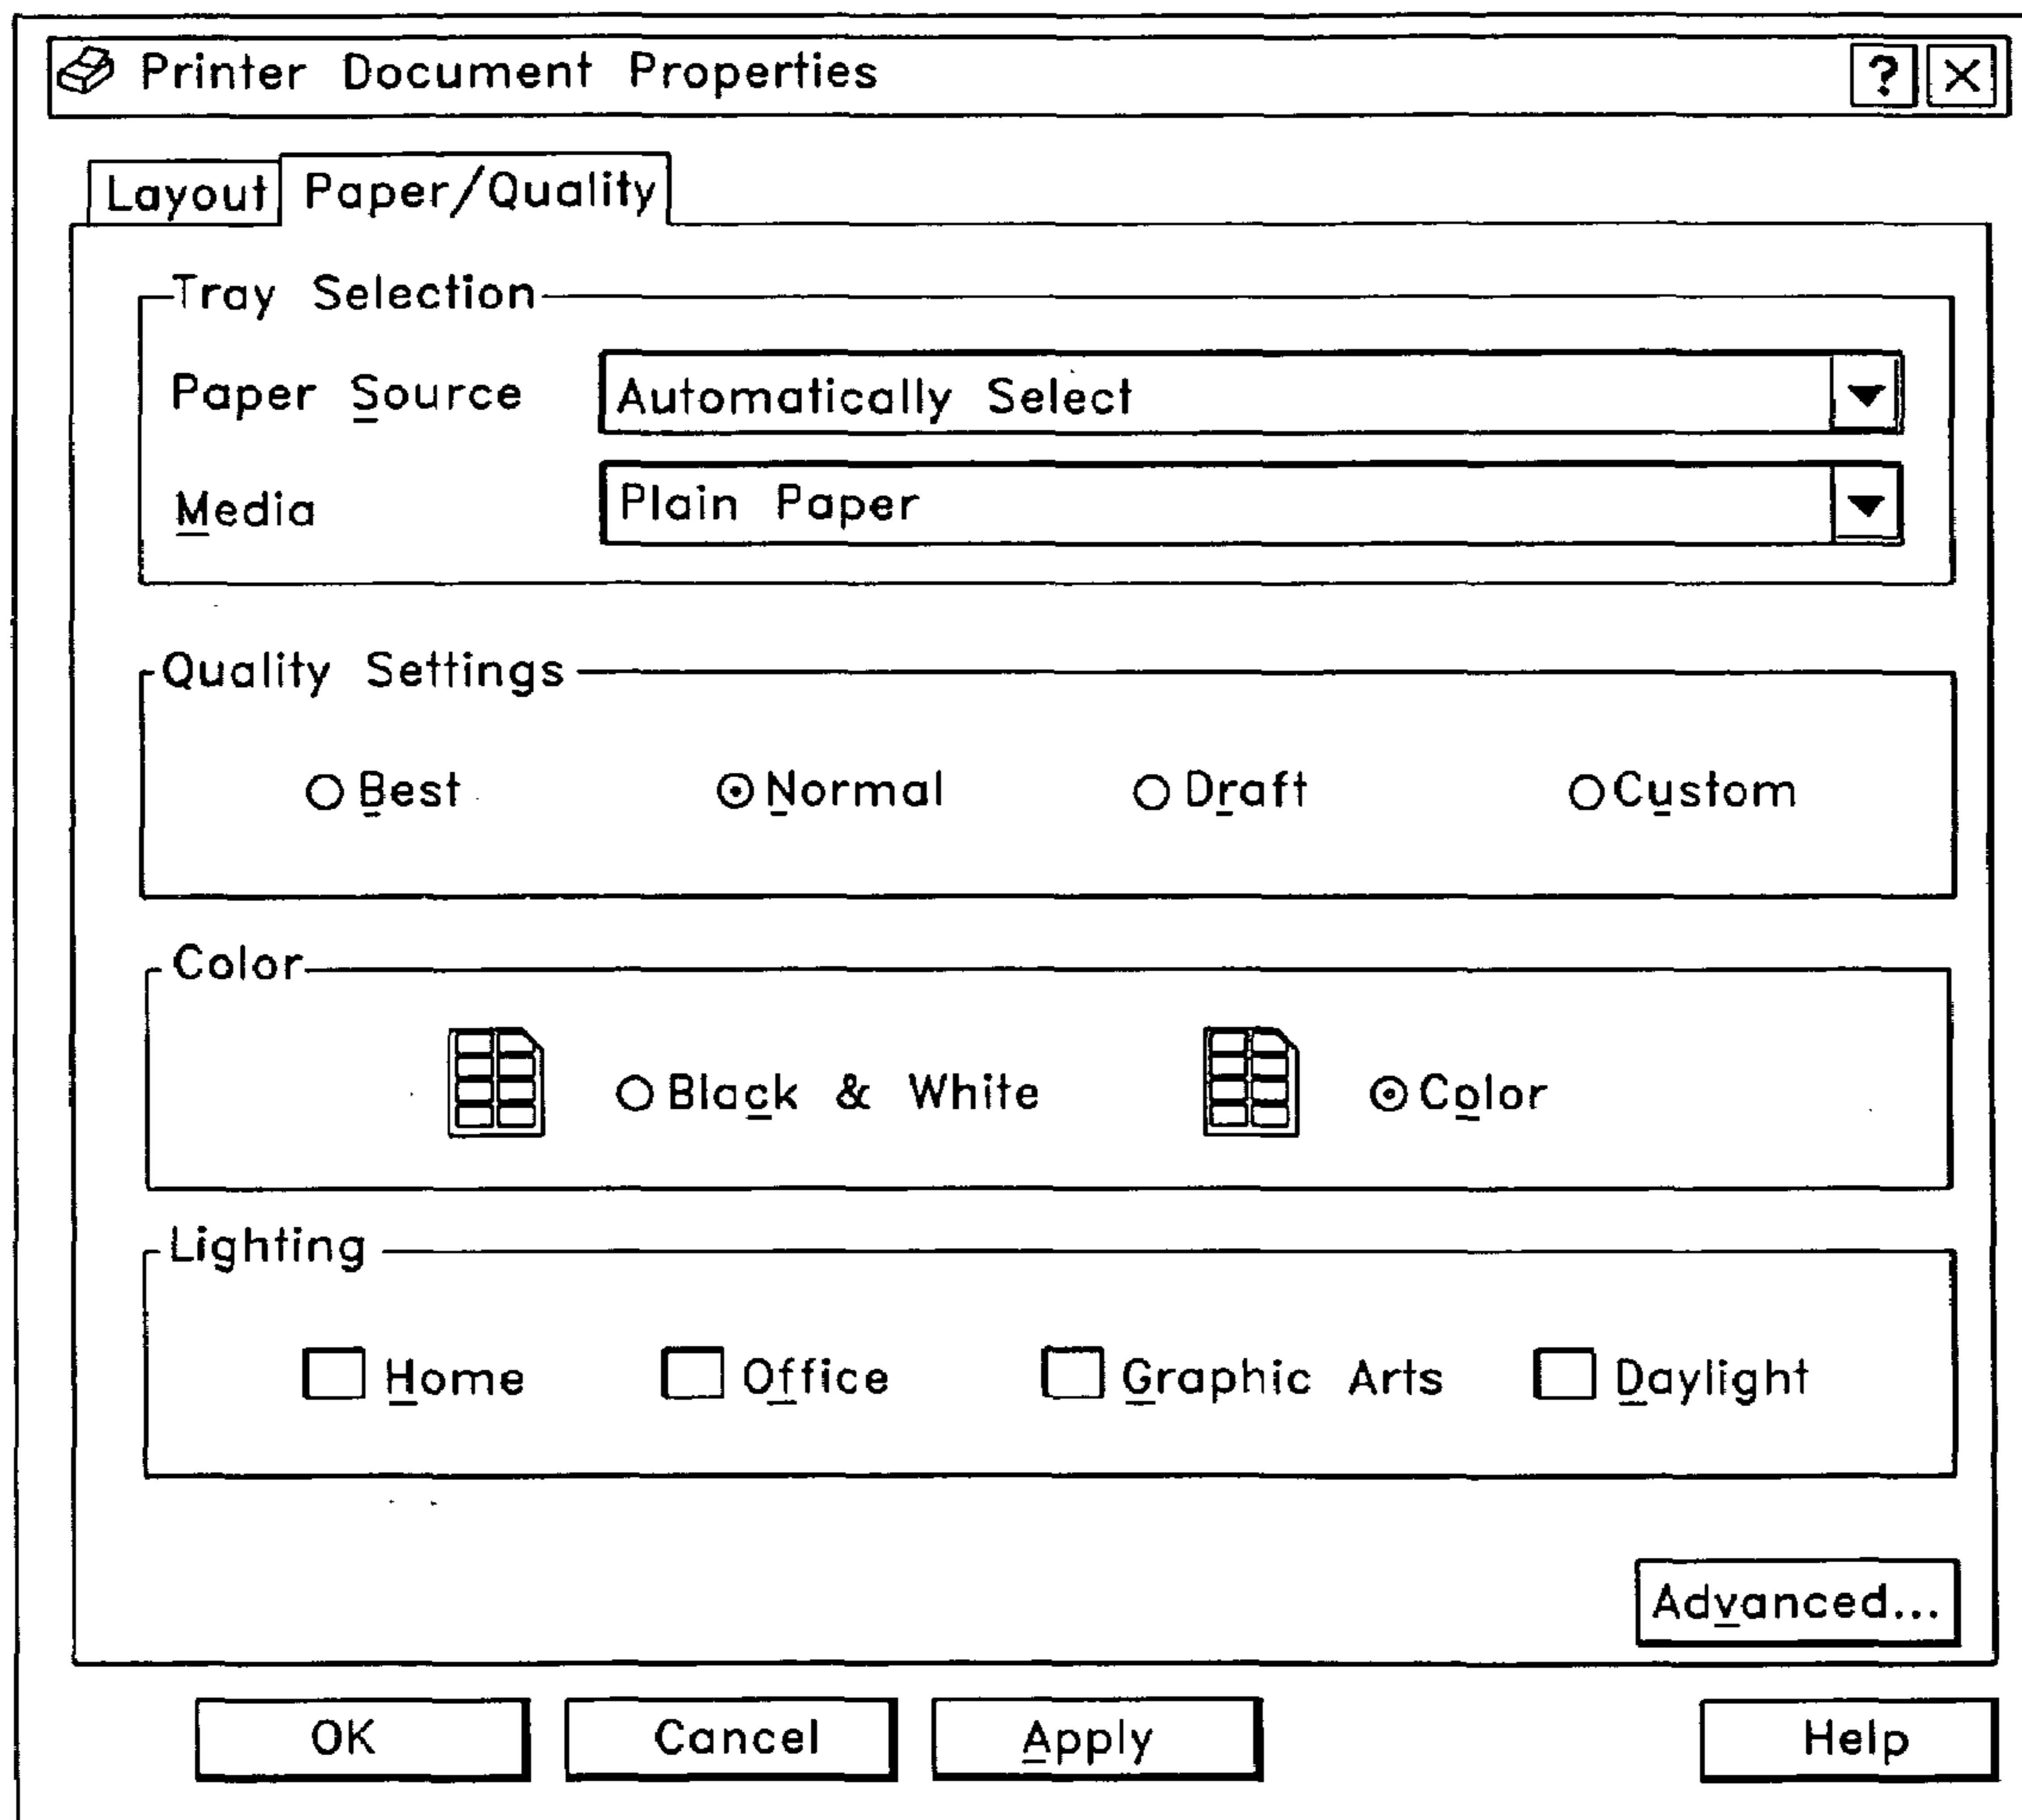 Printer Document Properties ? X
Layout Paper/Quality
Tray Selection
Paper Source Automatically Select
Media Plain Paper
Quality Settings
Best Normal Draft Custom
Color
Black & White Color
Lighting
Home Office Graphic Arts Daylight
Advanced...
OK Cancel Apply Help